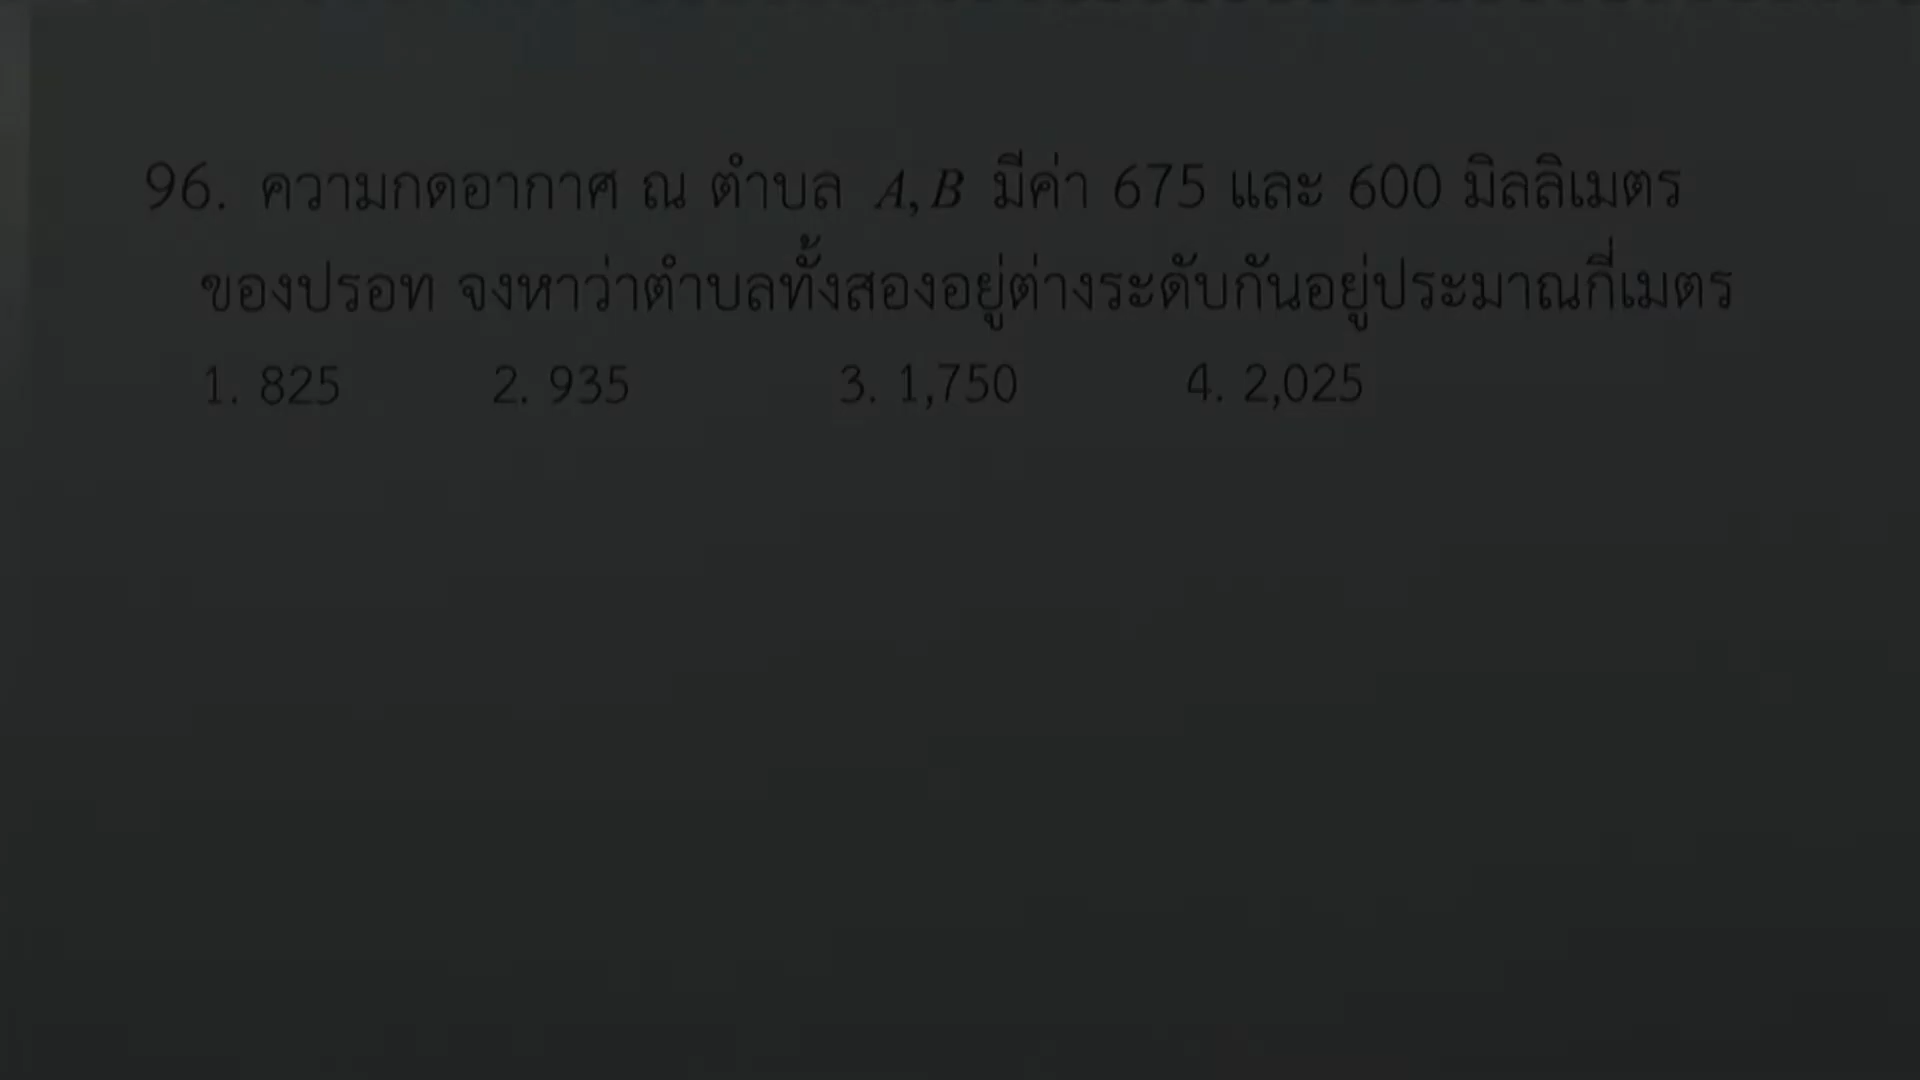 96. ความกดอากาศ ณ ตำบล A, B มีค่า 675 และ 600 มิลลิเมตร
ของปรอท จงหาว่าตำบลทั้งสองอยู่ต่างระดับกันอยู่ประมาณกี่เมตร
1. 825 2. 935 3. 1,750 4. 2,025